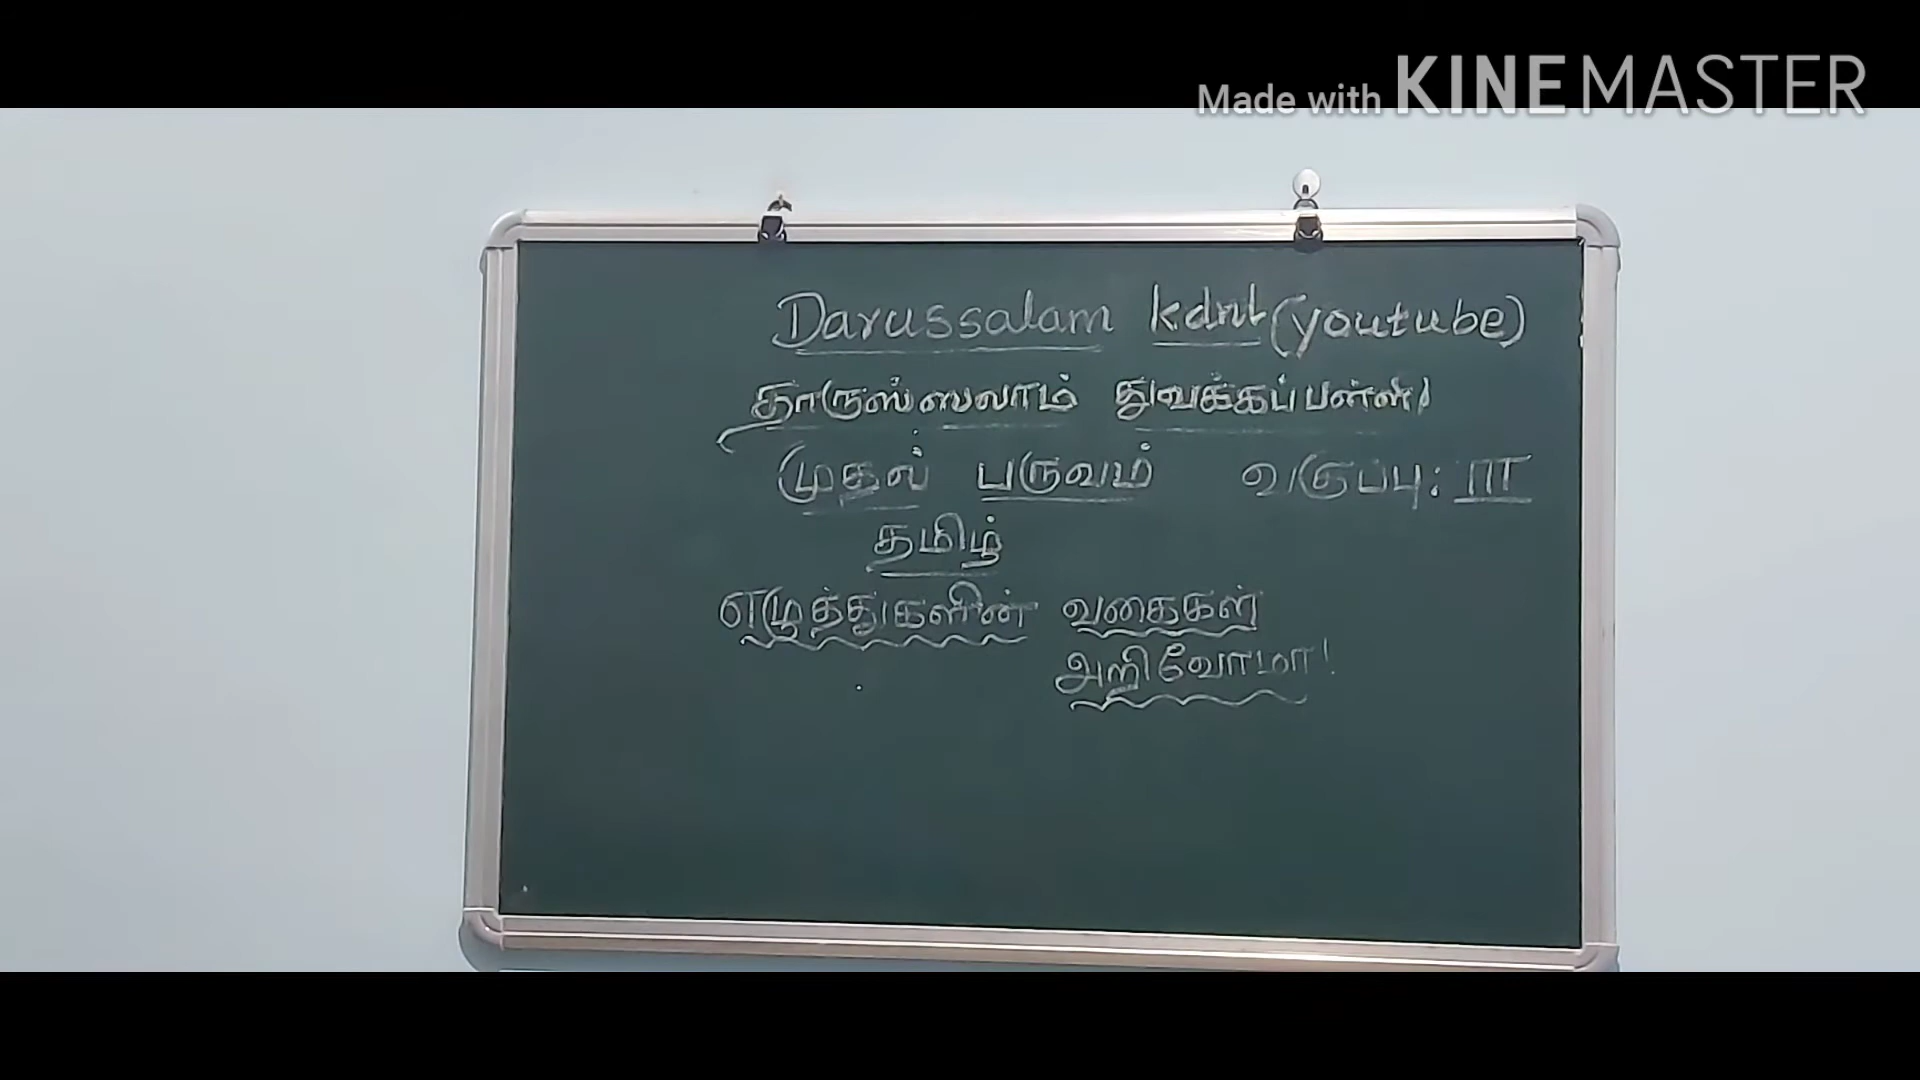 Made with KINEMASTER
Darussalam kdnl (youtube)
தாருஸ்ஸலாம் துவக்கப்பள்ளி
முதல் பருவம் வகுப்பு: III
தமிழ்
எழுத்துகளின் வகைகள்
அறிவோமா!